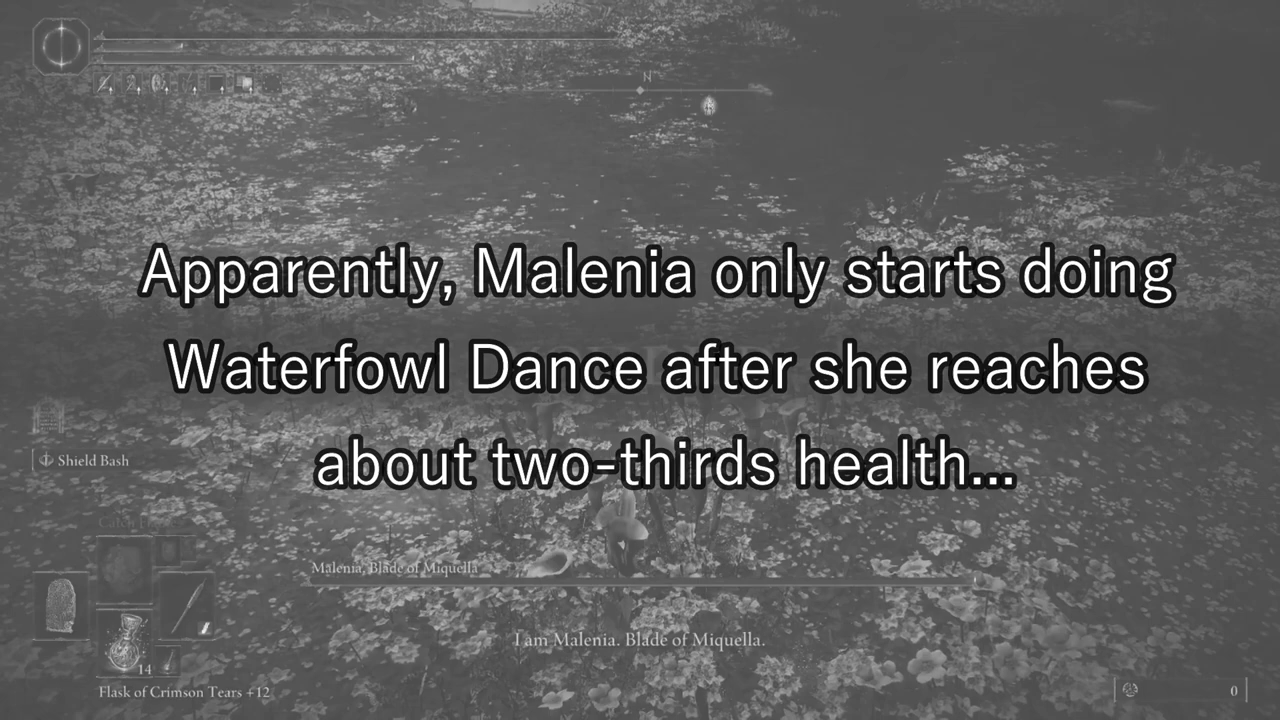 N
Apparently, Malenia only starts doing
Waterfowl Dance after she reaches
about two-thirds health...
Shield Bash
Malenia, Blade of Miquella
I am Malenia. Blade of Miquella.
14
Flask of Crimson Tears +12
0